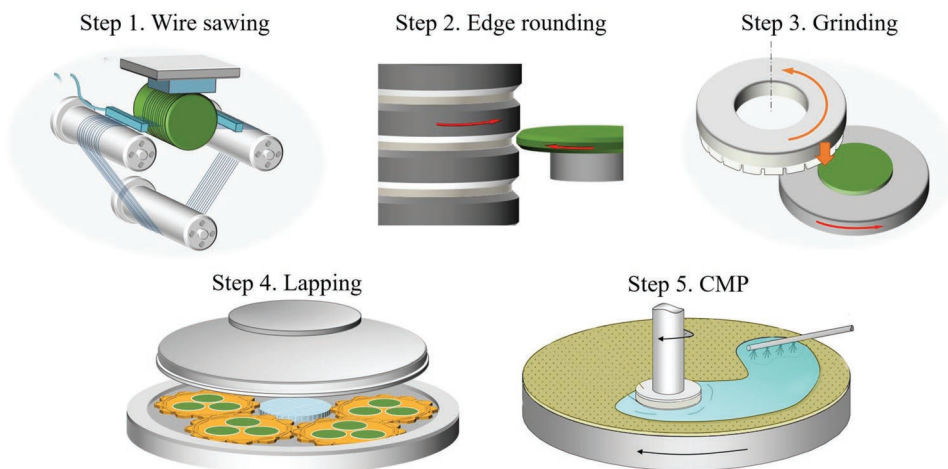 Step 1. Wire sawing
Step 2. Edge rounding
Step 3. Grinding
Step 4. Lapping
Step 5. CMP